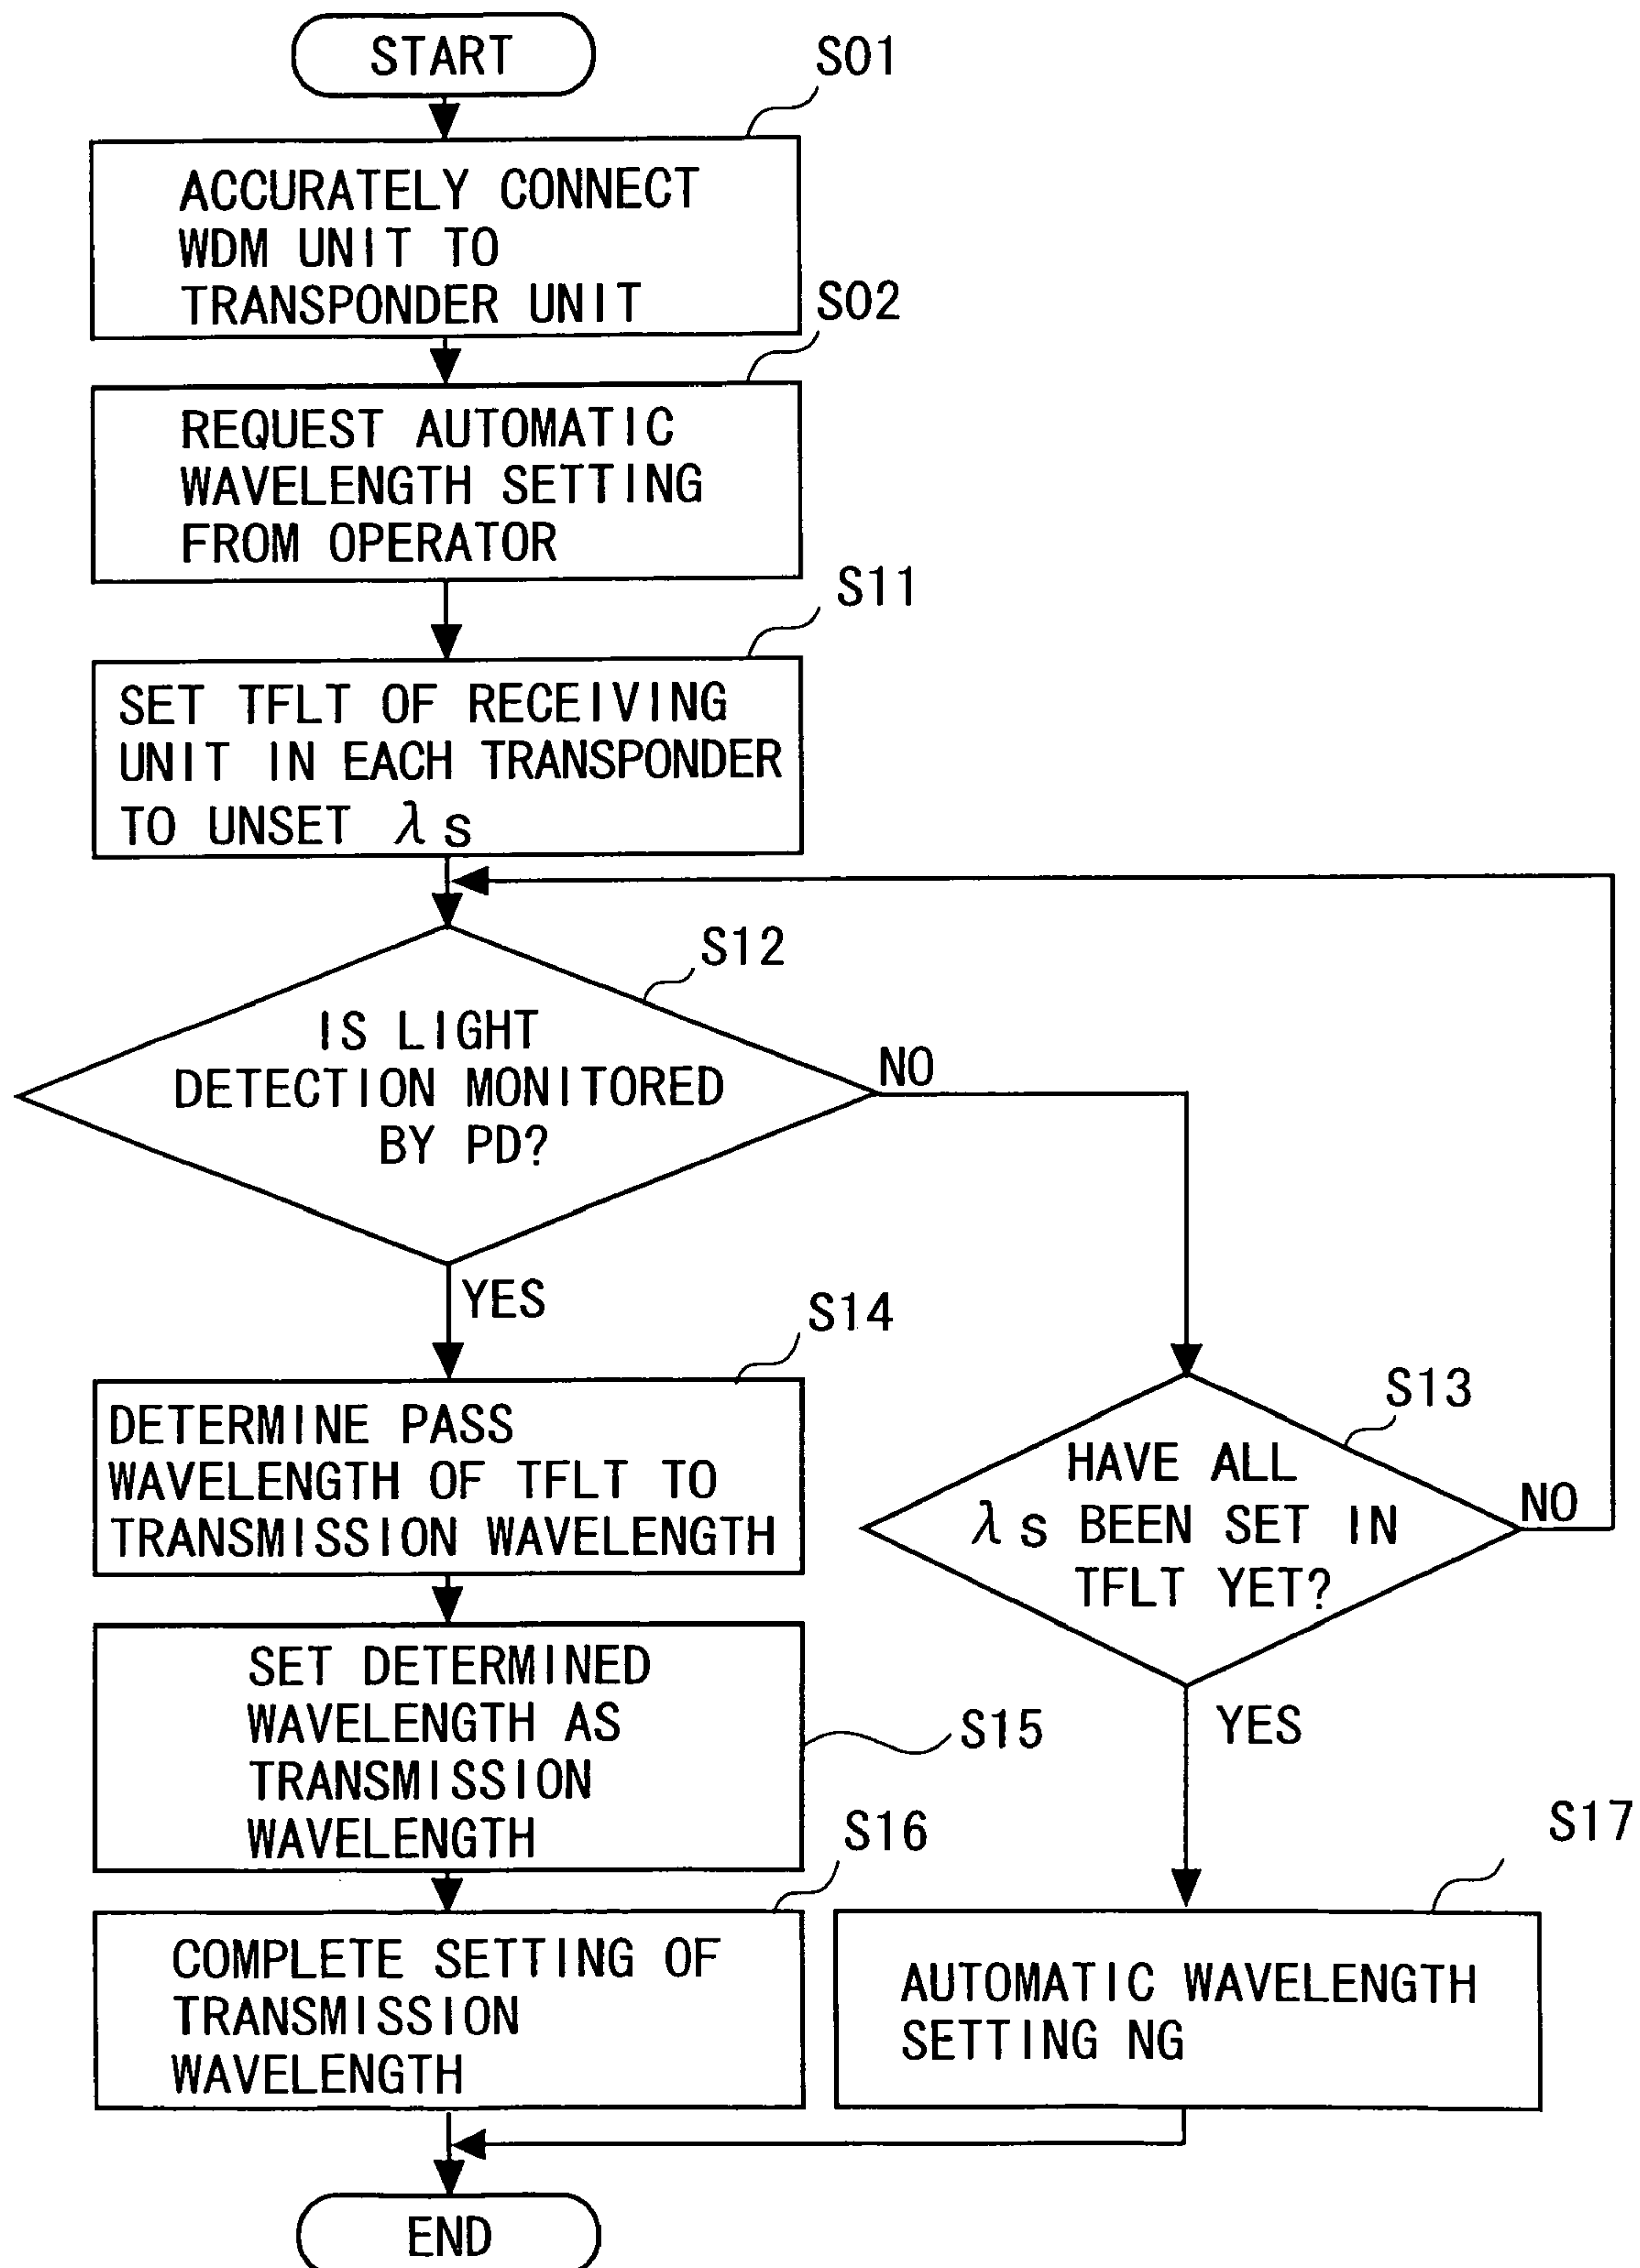 START
S01
ACCURATELY CONNECT
WDM UNIT TO
TRANSPONDER UNIT
S02
REQUEST AUTOMATIC
WAVELENGTH SETTING
FROM OPERATOR
S11
SET TFLT OF RECEIVING
UNIT IN EACH TRANSPONDER
TO UNSET λs
S12
IS LIGHT
DETECTION MONITORED
BY PD?
NO
YES
S14
DETERMINE PASS
WAVELENGTH OF TFLT TO
TRANSMISSION WAVELENGTH
S13
HAVE ALL
λs BEEN SET IN
TFLT YET?
NO
YES
SET DETERMINED
WAVELENGTH AS
TRANSMISSION
WAVELENGTH
S15
S16
COMPLETE SETTING OF
TRANSMISSION
WAVELENGTH
S17
AUTOMATIC WAVELENGTH
SETTING NG
END